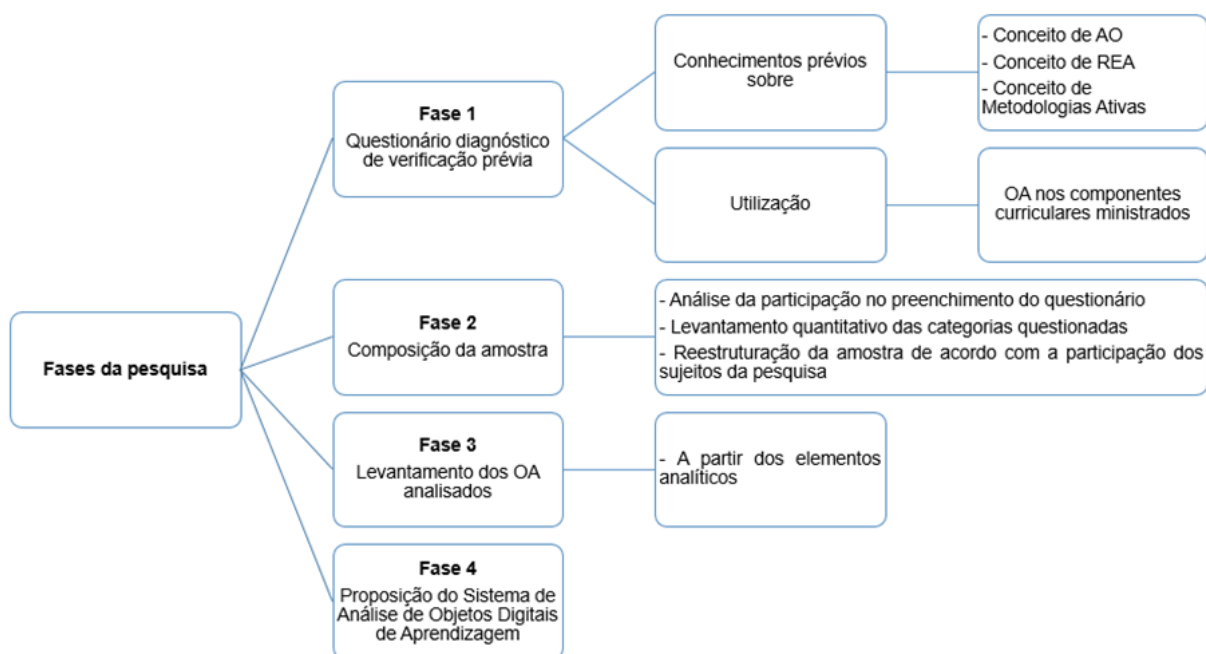 Fases da pesquisa
Fase 1
Questionário diagnóstico
de verificação prévia
Conhecimentos prévios
sobre
- Conceito de AO
- Conceito de REA
- Conceito de
Metodologias Ativas
Utilização
OA nos componentes
curriculares ministrados
Fase 2
Composição da amostra
- Análise da participação no preenchimento do questionário
- Levantamento quantitativo das categorias questionadas
- Reestruturação da amostra de acordo com a participação dos
sujeitos da pesquisa
Fase 3
Levantamento dos OA
analisados
- A partir dos elementos
analíticos
Fase 4
Proposição do Sistema de
Análise de Objetos Digitais
de Aprendizagem